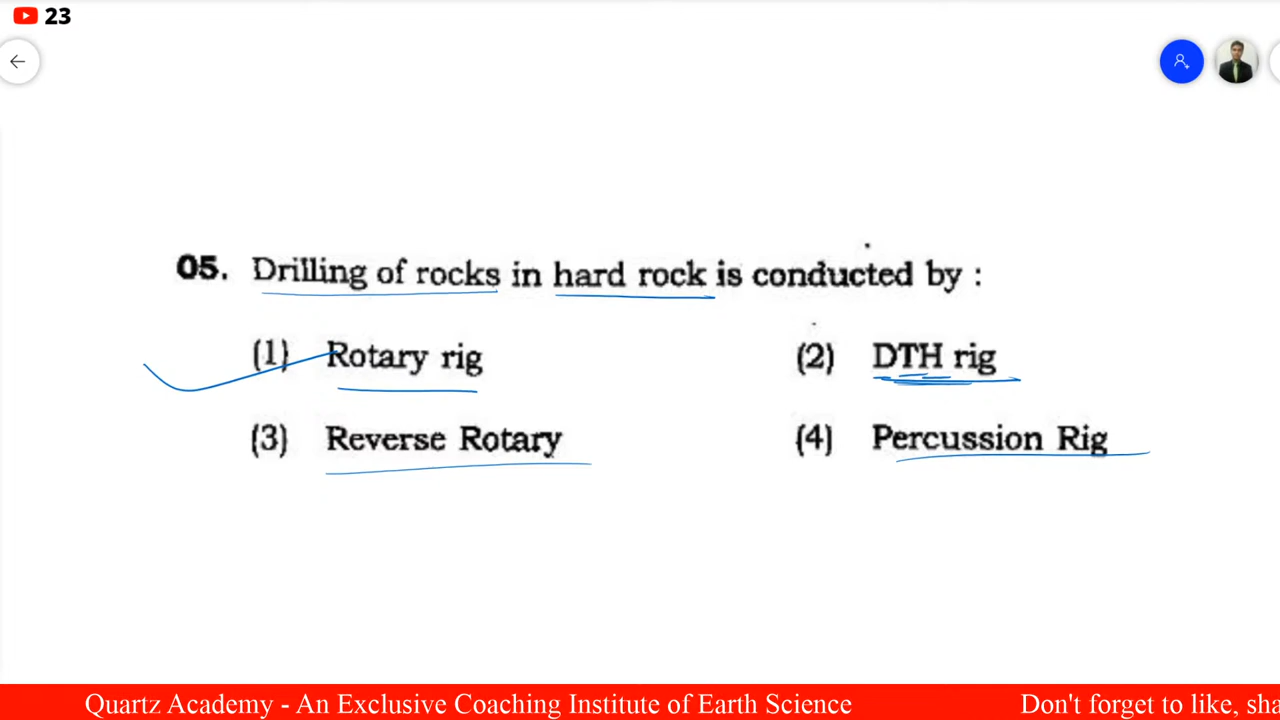 23
05. Drilling of rocks in hard rock is conducted by :
(1) Rotary rig
(2) DTH rig
(3) Reverse Rotary
(4) Percussion Rig
Quartz Academy - An Exclusive Coaching Institute of Earth Science Don't forget to like, sha